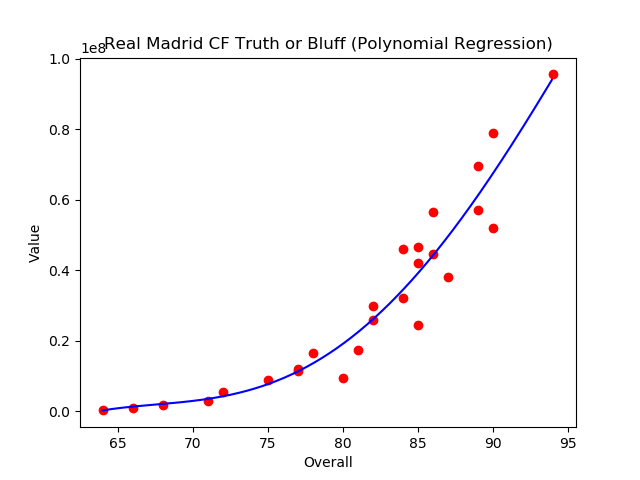 Real Madrid CF Truth or Bluff (Polynomial Regression)
1e8
1.0
0.8
0.6
0.4
0.2
0.0
Value
65 70 75 80 85 90 95
Overall